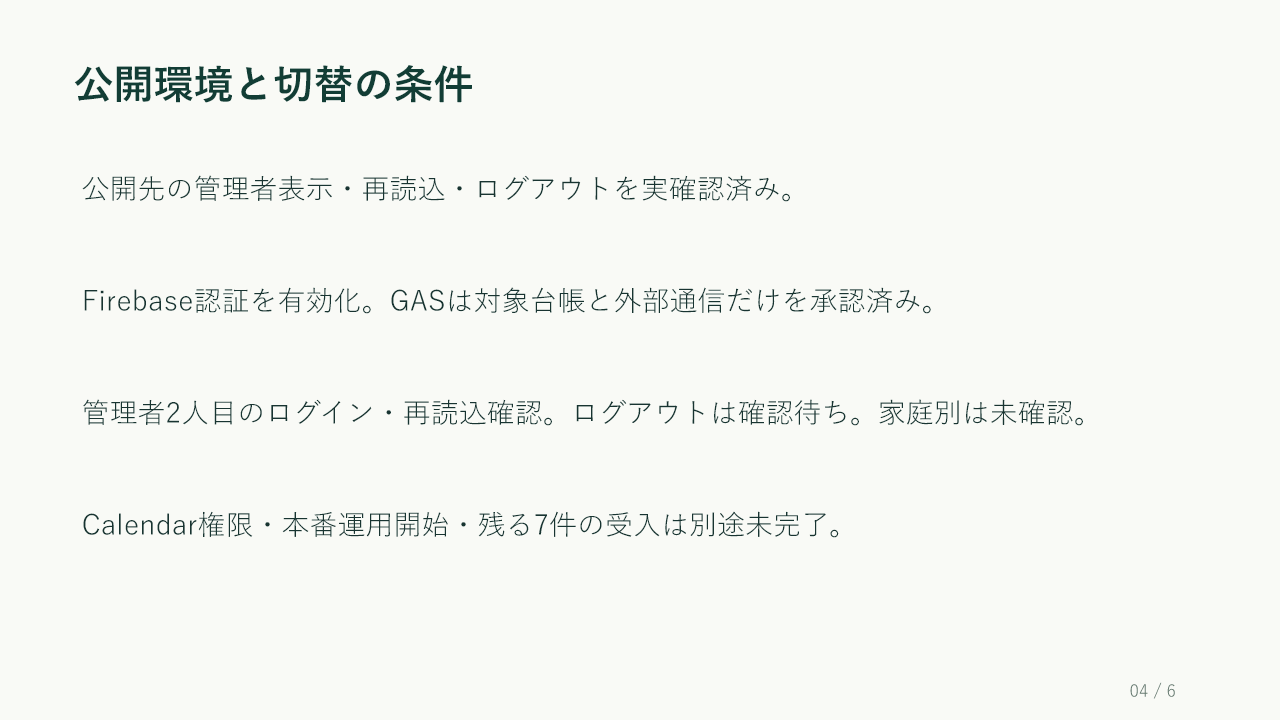 公開環境と切替の条件
公開先の管理者表示・再読込・ログアウトを実確認済み。
Firebase認証を有効化。GASは対象台帳と外部通信だけを承認済み。
管理者2人目のログイン・再読込確認。ログアウトは確認待ち。家庭別は未確認。
Calendar権限・本番運用開始・残る7件の受入は別途未完了。
04 / 6